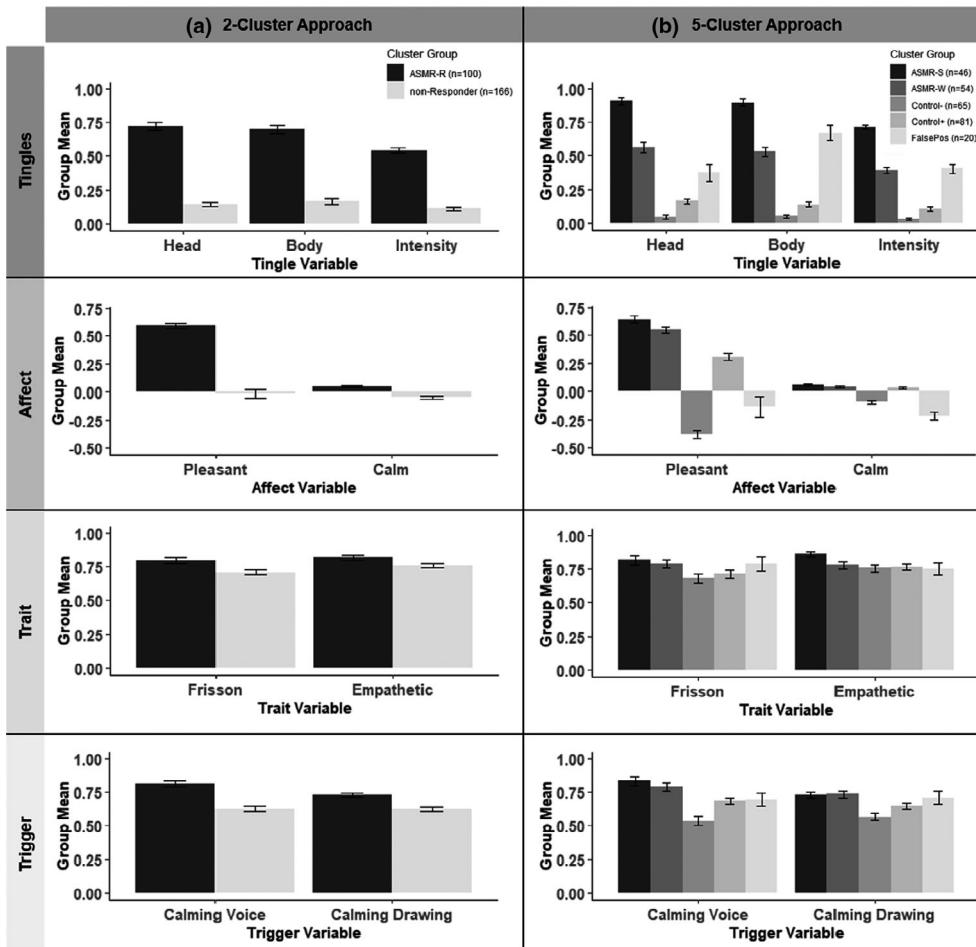 (a) 2-Cluster Approach
(b) 5-Cluster Approach
Tingles
Group Mean
1.00
0.75
0.50
0.25
0.00
Head Body Intensity
Tingle Variable
Cluster Group
ASMR-R (n=100)
non-Responder (n=166)
Group Mean
1.00
0.75
0.50
0.25
0.00
Head Body Intensity
Tingle Variable
Cluster Group
ASMR-S (n=46)
ASMR-W (n=54)
Control- (n=65)
Control+ (n=81)
FalsePos (n=20)
Affect
Group Mean
0.75
0.50
0.25
0.00
-0.25
-0.50
Pleasant Calm
Affect Variable
Group Mean
0.75
0.50
0.25
0.00
-0.25
-0.50
Pleasant Calm
Affect Variable
Trait
Group Mean
1.00
0.75
0.50
0.25
0.00
Frisson Empathetic
Trait Variable
Group Mean
1.00
0.75
0.50
0.25
0.00
Frisson Empathetic
Trait Variable
Trigger
Group Mean
1.00
0.75
0.50
0.25
0.00
Calming Voice Calming Drawing
Trigger Variable
Group Mean
1.00
0.75
0.50
0.25
0.00
Calming Voice Calming Drawing
Trigger Variable